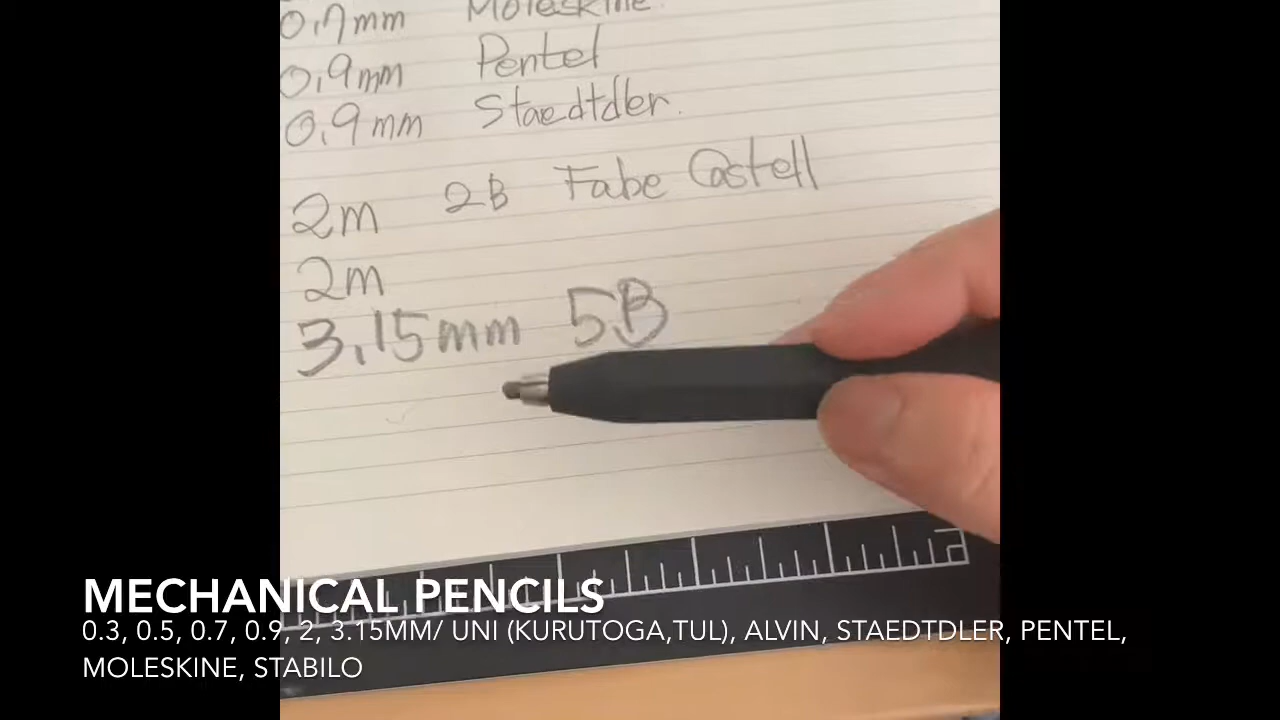 0.7mm Moleskine.
0.9mm Pentel
0.9mm Staedtdler.
2m 2B Fabe Castell
2m
3.15mm 5B
2
MECHANICAL PENCILS
0.3, 0.5, 0.7, 0.9, 2, 3.15MM/ UNI (KURUTOGA,TUL), ALVIN, STAEDTDLER, PENTEL,
MOLESKINE, STABILO